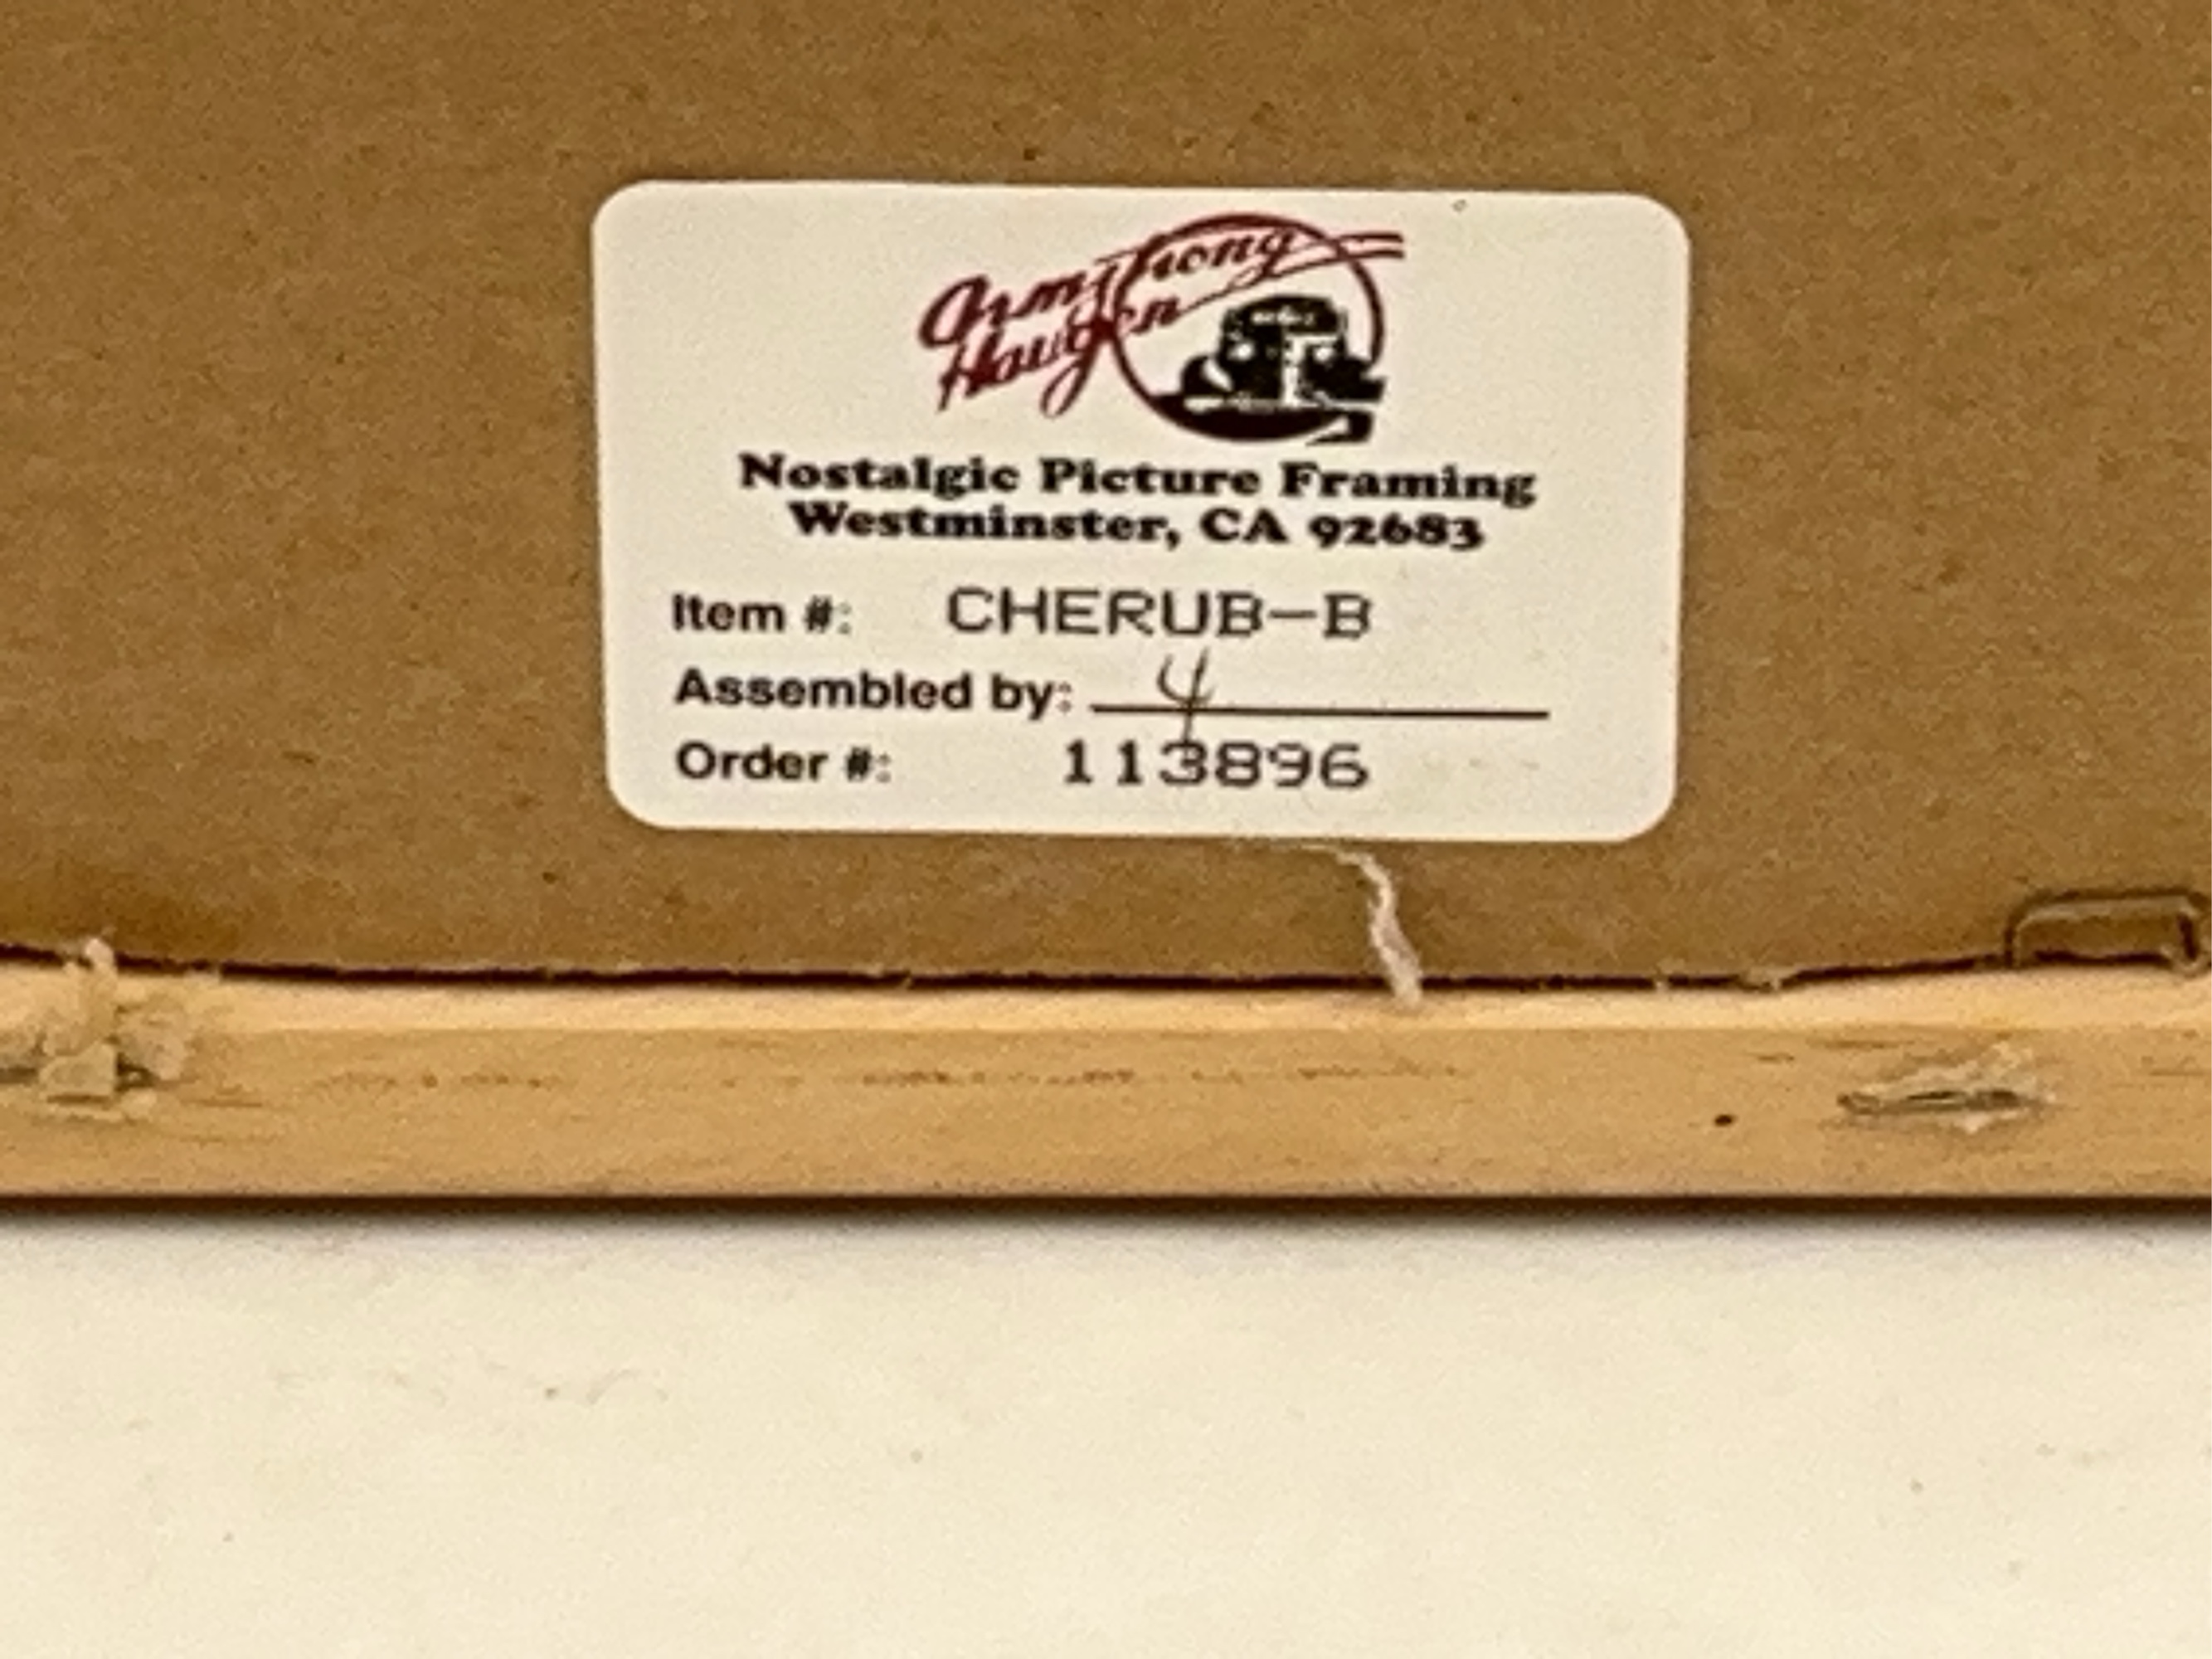 Armstrong
Haugen
Nostalgic Picture Framing
Westminster, CA 92683
Item #: CHERUB-B
Assembled by: 4
Order #: 113896